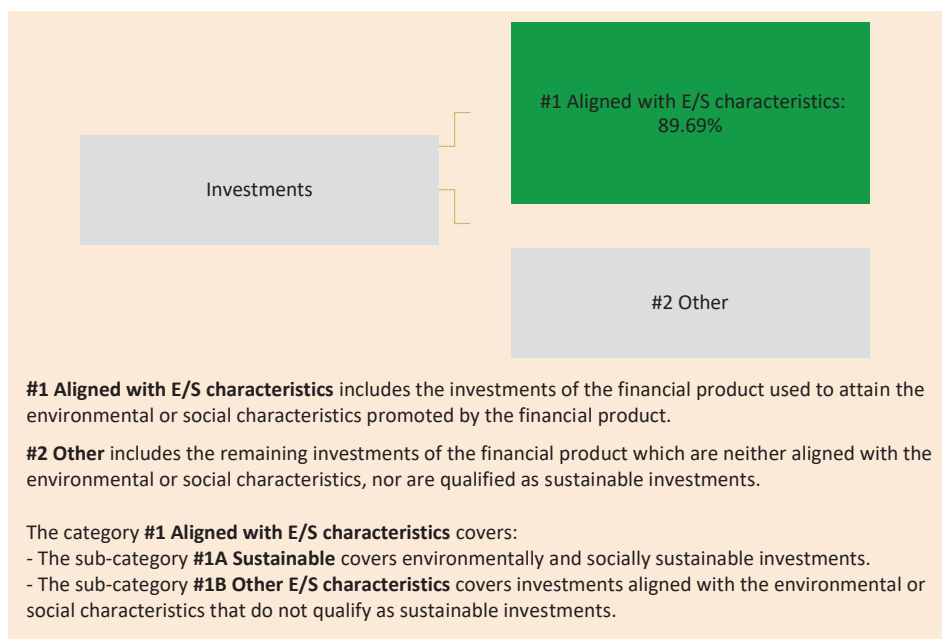 #1 Aligned with E/S characteristics:
89.69%
Investments
#2 Other
#1 Aligned with E/S characteristics includes the investments of the financial product used to attain the
environmental or social characteristics promoted by the financial product.
#2 Other includes the remaining investments of the financial product which are neither aligned with the
environmental or social characteristics, nor are qualified as sustainable investments.
The category #1 Aligned with E/S characteristics covers:
- The sub-category #1A Sustainable covers environmentally and socially sustainable investments.
- The sub-category #1B Other E/S characteristics covers investments aligned with the environmental or
social characteristics that do not qualify as sustainable investments.